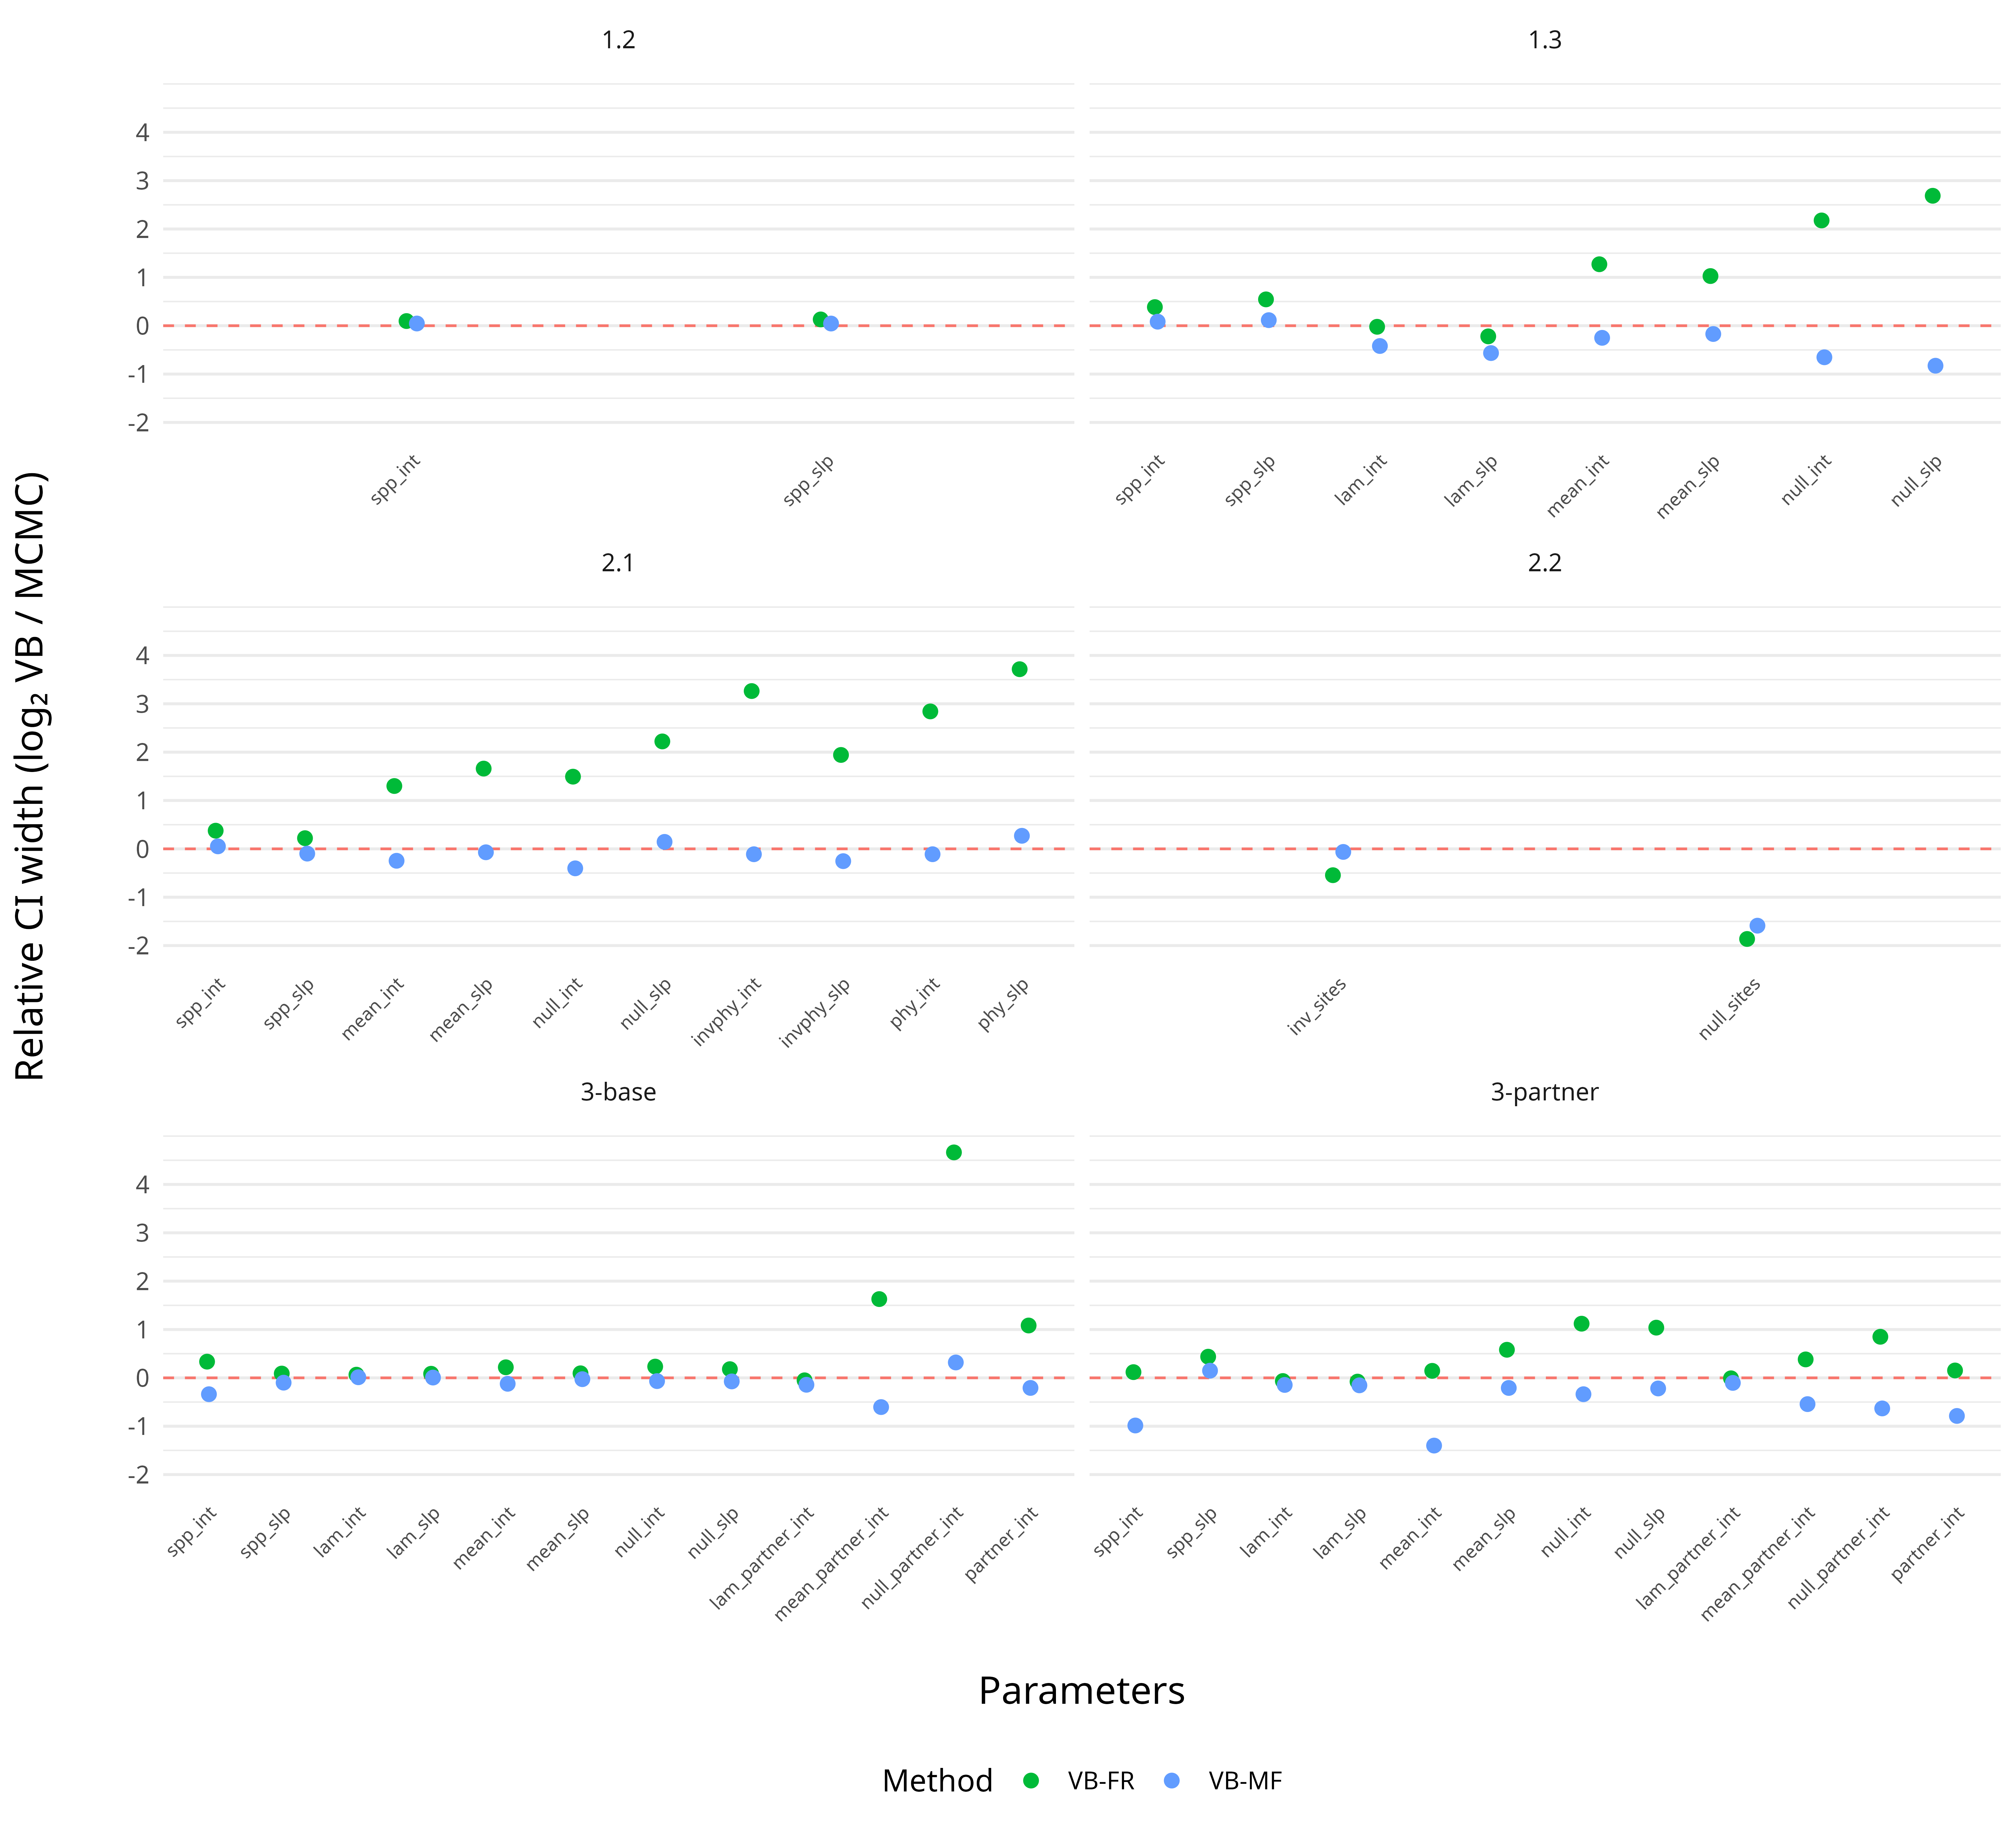 1.2
1.3
4
3
2
1
0
-1
-2
spp_int
spp_slp
spp_int
spp_slp
lam_int
lam_slp
mean_int
mean_slp
null_int
null_slp
2.1
2.2
4
3
2
1
0
-1
-2
spp_int
spp_slp
mean_int
mean_slp
null_int
null_slp
invphy_int
invphy_slp
phy_int
phy_slp
inv_sites
null_sites
3-base
3-partner
4
3
2
1
0
-1
-2
spp_int
spp_slp
lam_int
lam_slp
mean_int
mean_slp
null_int
null_slp
lam_partner_int
mean_partner_int
null_partner_int
partner_int
spp_int
spp_slp
lam_int
lam_slp
mean_int
mean_slp
null_int
null_slp
lam_partner_int
mean_partner_int
null_partner_int
partner_int
Relative CI width (log₂ VB / MCMC)
Parameters
Method VB-FR VB-MF